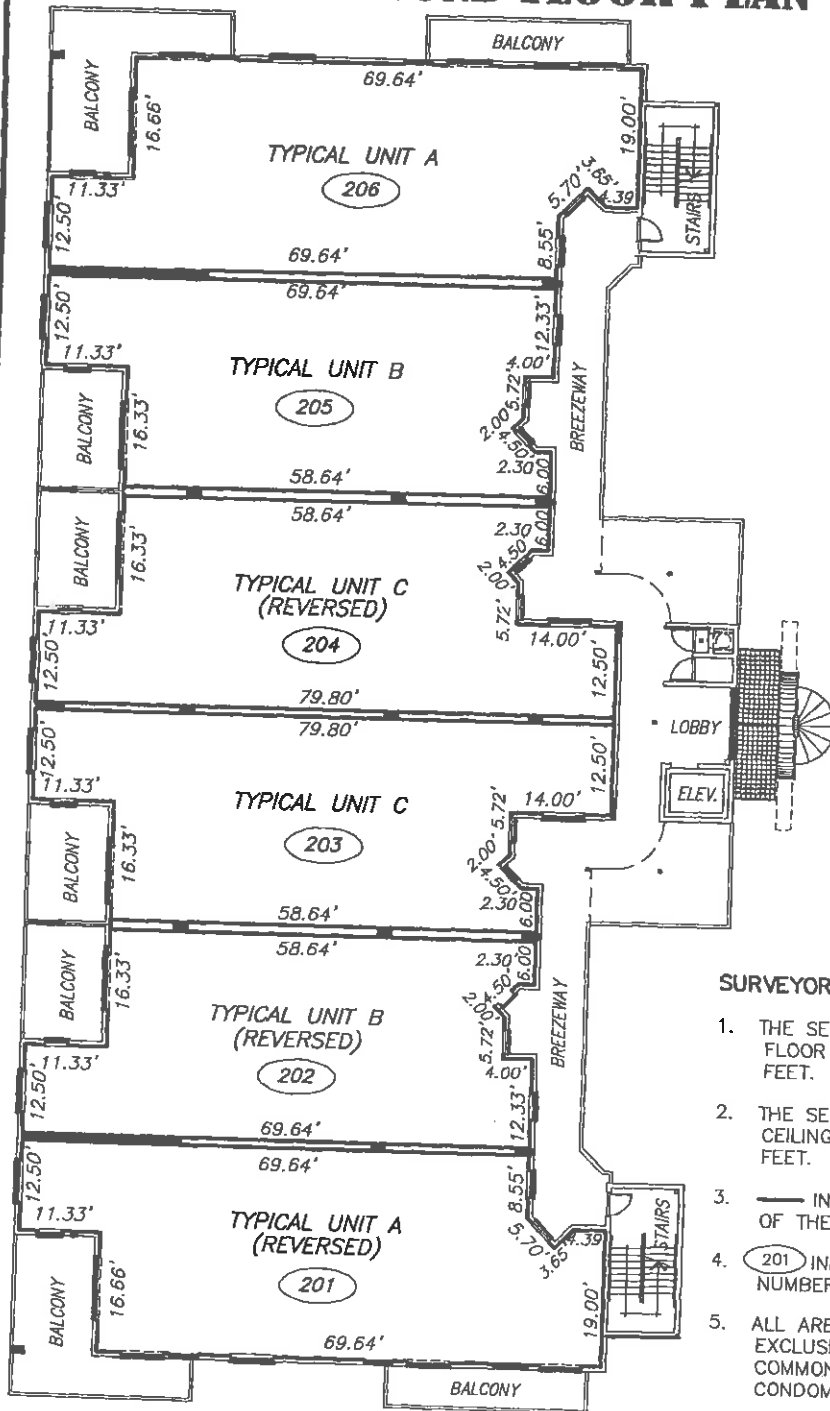 FLOOR PLAN
BALCONY
BALCONY
69.64'
16.66'
19.00'
TYPICAL UNIT A
206
11.33'
5.70'
3.65'
4.39
STAIRS
12.50'
8.55'
69.64'
69.64'
12.50'
12.33'
11.33'
TYPICAL UNIT B
4.00'
205
5.72'
BREEZEWAY
BALCONY
16.33'
2.00'
4.50'
2.30'
6.00'
58.64'
58.64'
BALCONY
16.33'
2.30'
6.00'
4.50'
2.00'
TYPICAL UNIT C
(REVERSED)
5.72'
11.33'
204
14.00'
12.50'
12.50'
79.80'
LOBBY
79.80'
12.50'
12.50'
ELEV.
11.33'
TYPICAL UNIT C
5.72'
14.00'
203
BALCONY
16.33'
2.00'
4.50'
2.30'
6.00'
58.64'
58.64'
BALCONY
16.33'
2.30'
6.00'
4.50'
2.00'
TYPICAL UNIT B
(REVERSED)
5.72'
BREEZEWAY
11.33'
202
4.00'
12.50'
12.33'
69.64'
69.64'
12.50'
8.55'
11.33'
TYPICAL UNIT A
(REVERSED)
5.70'
3.65'
4.39
STAIRS
201
BALCONY
16.66'
19.00'
69.64'
BALCONY
SURVEYOR
1. THE SE
FLOOR
FEET.
2. THE SE
CEILING
FEET.
3. IN
OF THE
4. 201 IN
NUMBER
5. ALL ARE
EXCLUSI
COMMON
CONDOM